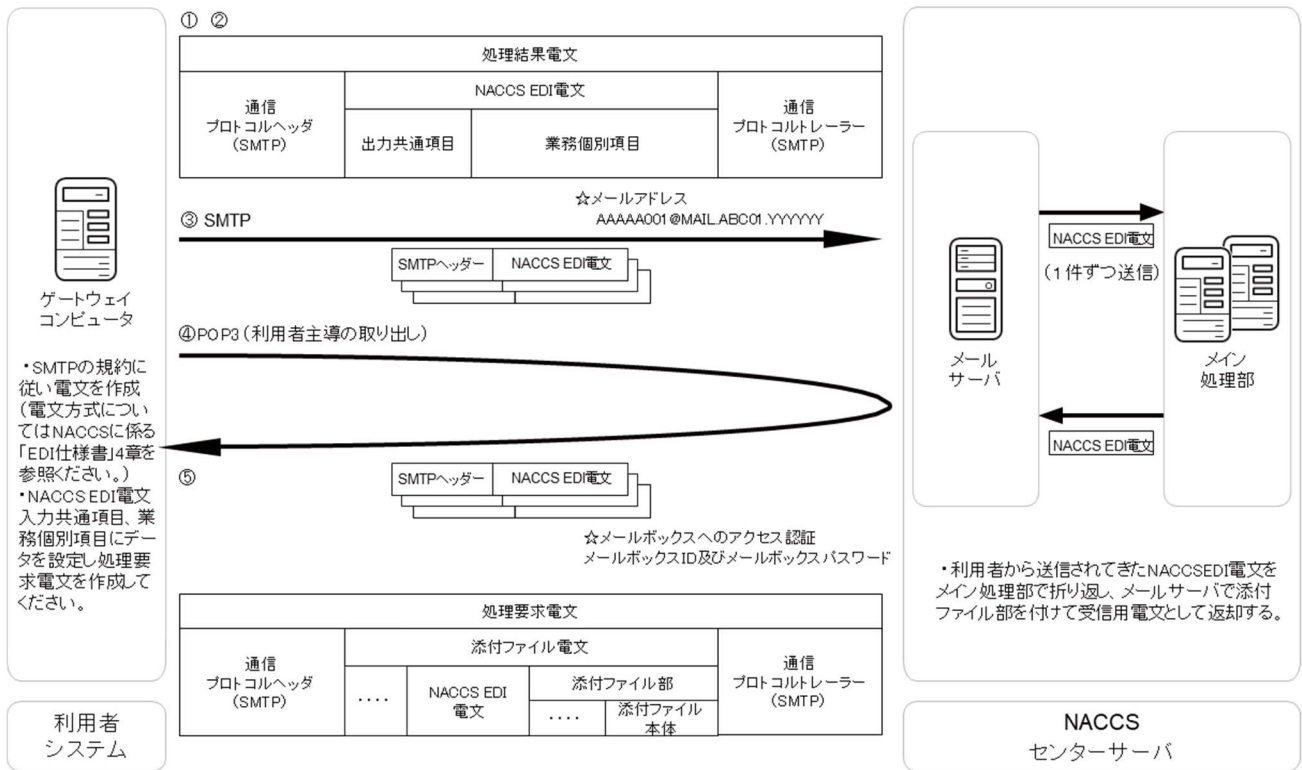 ① ②
処理結果電文
通信
プロトコルヘッダ
(SMTP)
NACCS EDI電文
出力共通項目
業務個別項目
通信
プロトコルトレーラー
(SMTP)
☆メールアドレス
AAAAA001@MAIL.ABC01.YYYYYY
③ SMTP
SMTPヘッダー
NACCS EDI電文
④POP3(利用者主導の取り出し)
⑤
SMTPヘッダー
NACCS EDI電文
☆メールボックスへのアクセス認証
メールボックスID及びメールボックスパスワード
処理要求電文
通信
プロトコルヘッダ
(SMTP)
添付ファイル電文
‥‥
NACCS EDI
電文
添付ファイル部
‥‥
添付ファイル
本体
通信
プロトコルトレーラー
(SMTP)
ゲートウェイ
コンピュータ
・SMTPの規約に
従い電文を作成
(電文方式につい
てはNACCSに係る
「EDI仕様書」4章を
参照ください。)
・NACCS EDI電文
入力共通項目、業
務個別項目にデー
タを設定し処理要
求電文を作成して
ください。
利用者
システム
NACCS EDI電文
(1件ずつ送信)
メール
サーバ
メイン
処理部
NACCS EDI電文
・利用者から送信されてきたNACCSEDI電文を
メイン処理部で折り返し、メールサーバで添付
ファイル部を付けて受信用電文として返却する。
NACCS
センターサーバ